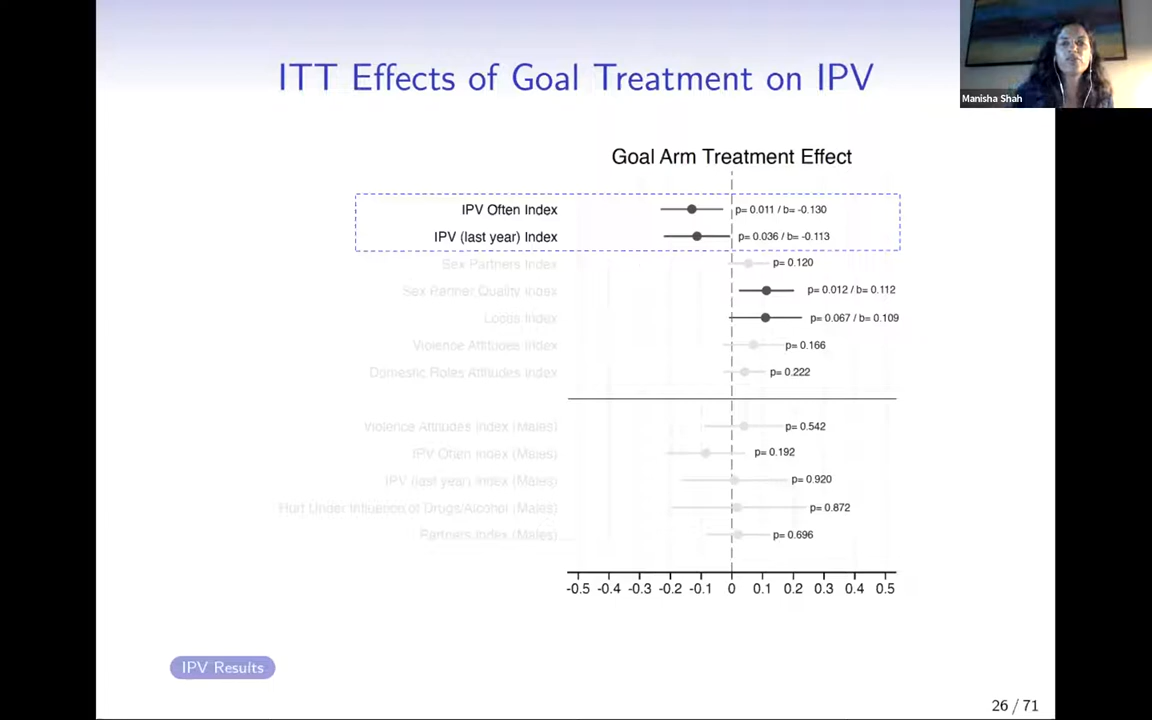 ITT Effects of Goal Treatment on IPV
Manisha Shah
Goal Arm Treatment Effect
IPV Often Index p= 0.011 / b= -0.130
IPV (last year) Index p= 0.036 / b= -0.113
Sex Partners Index p= 0.120
Sex Partner Quality Index p= 0.012 / b= 0.112
Loops Index p= 0.067 / b= 0.109
Violence Attitudes Index p= 0.166
Domestic Roles Attitudes Index p= 0.222
Violence Attitudes Index (Males) p= 0.542
IPV Often Index (Males) p= 0.192
IPV (last year) Index (Males) p= 0.920
Hurt Under Influence of Drugs/Alcohol (Males) p= 0.872
Partners Index (Males) p= 0.696
-0.5 -0.4 -0.3 -0.2 -0.1 0 0.1 0.2 0.3 0.4 0.5
IPV Results
26 / 71